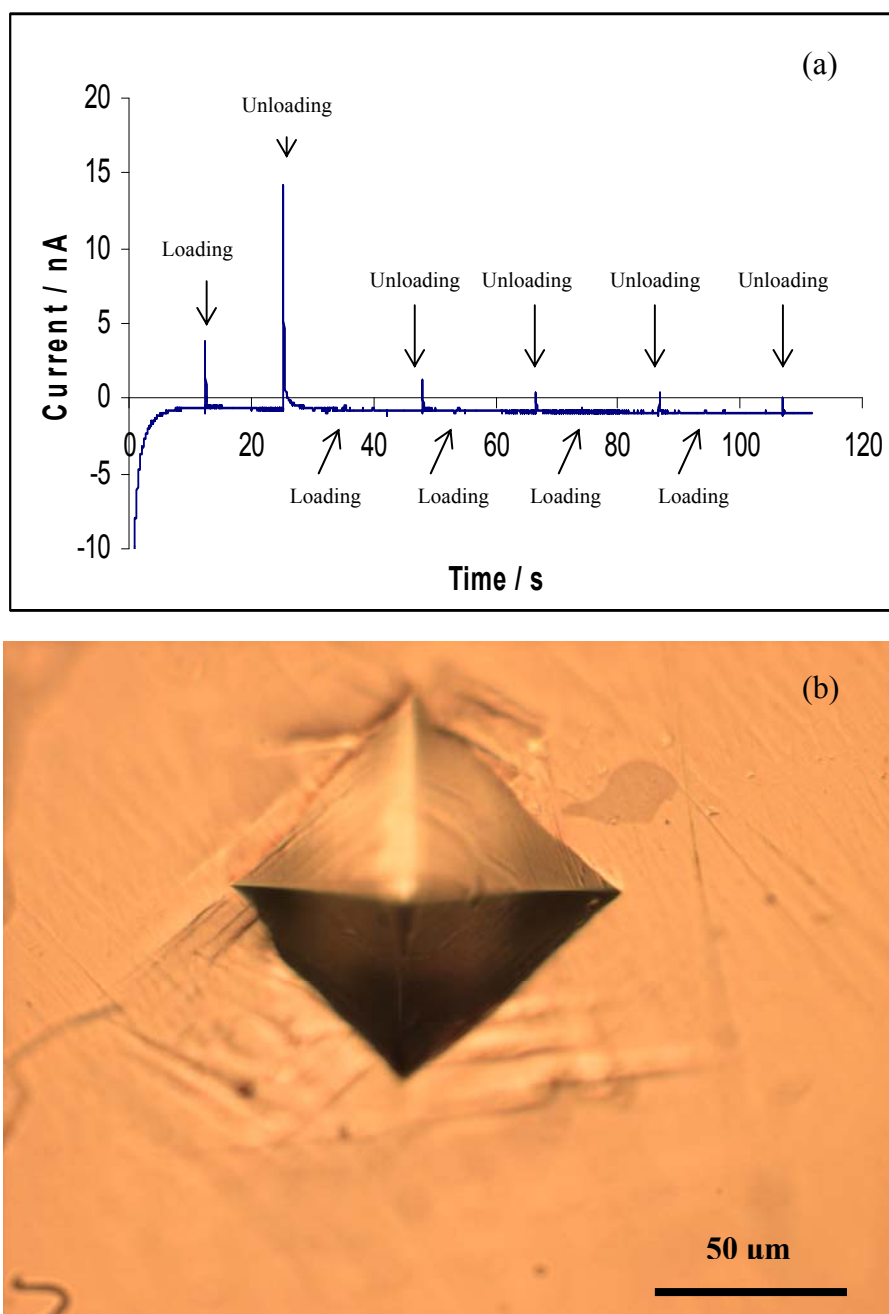 (a)
20
Unloading
15
10
Loading
Unloading Unloading Unloading Unloading
5
0
0 20 40 60 80 100 120
-5
Loading Loading Loading Loading
-10
Current / nA
Time / s
(b)
50 um